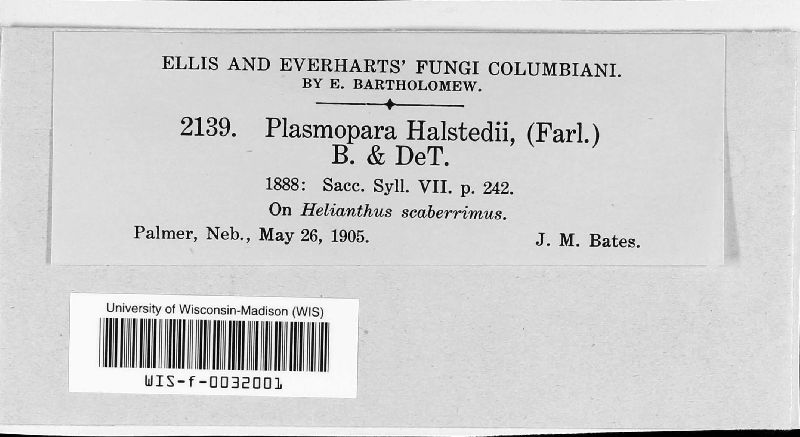 ELLIS AND EVERHARTS' FUNGI COLUMBIANI.
BY E. BARTHOLOMEW.
2139. Plasmopara Halstedii, (Farl.)
B. & DeT.
1888: Sacc. Syll. VII. p. 242.
On Helianthus scaberrimus.
Palmer, Neb., May 26, 1905. J. M. Bates.
University of Wisconsin-Madison (WIS)
WIS-f-0032001